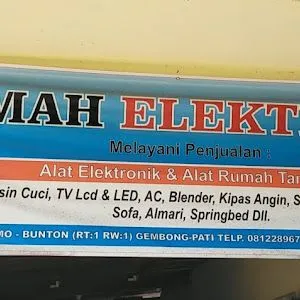 MAH ELEKT
Melayani Penjualan :
Alat Elektronik & Alat Rumah Tan
sin Cuci, TV Lcd & LED, AC, Blender, Kipas Angin, S
Sofa, Almari, Springbed Dll.
MO - BUNTON (RT:1 RW:1) GEMBONG-PATI TELP. 081228967